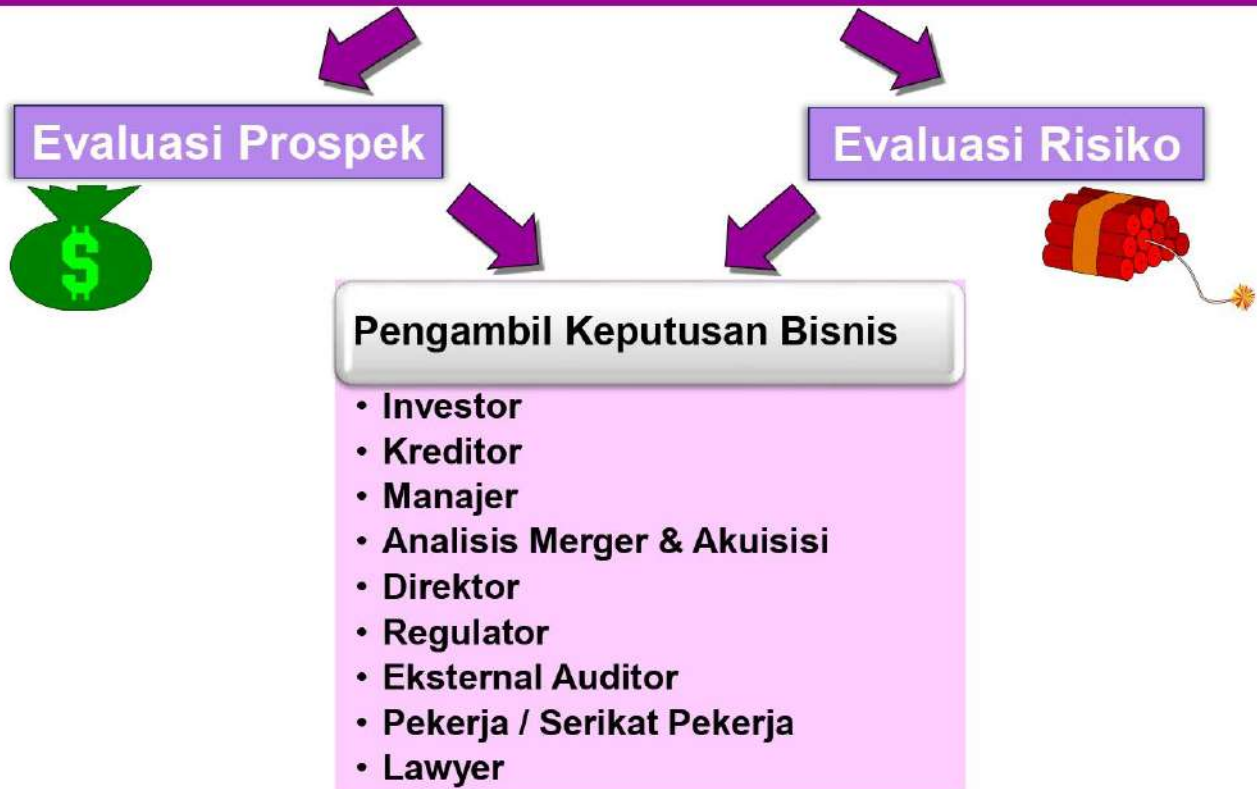 Evaluasi Prospek
Evaluasi Risiko
$
Pengambil Keputusan Bisnis
• Investor
• Kreditor
• Manajer
• Analisis Merger & Akuisisi
• Direktor
• Regulator
• Eksternal Auditor
• Pekerja / Serikat Pekerja
• Lawyer